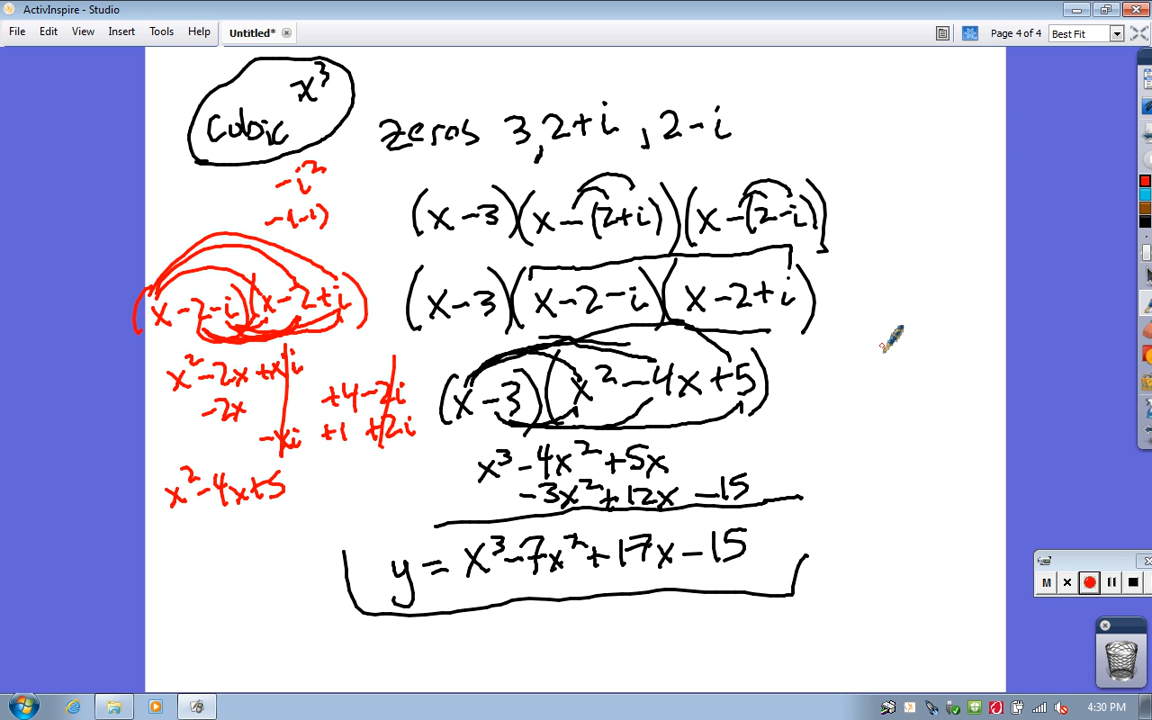 ActivInspire - Studio
File Edit View Insert Tools Help Untitled* Page 4 of 4 Best Fit
x³
cubic
zeros 3, 2+i, 2-i
-i²
-(-1)
(x-3)(x-(2+i))(x-(2-i))
(x-2-i)(x-2+i)
(x-3)(x-2-i)(x-2+i)
x²-2x+xi
-2x
+4-2i
-xi +1 +2i
x²-4x+5
(x-3)(x²-4x+5)
x³-4x²+5x
-3x²+12x-15
y=x³-7x²+17x-15
M
4:30 PM